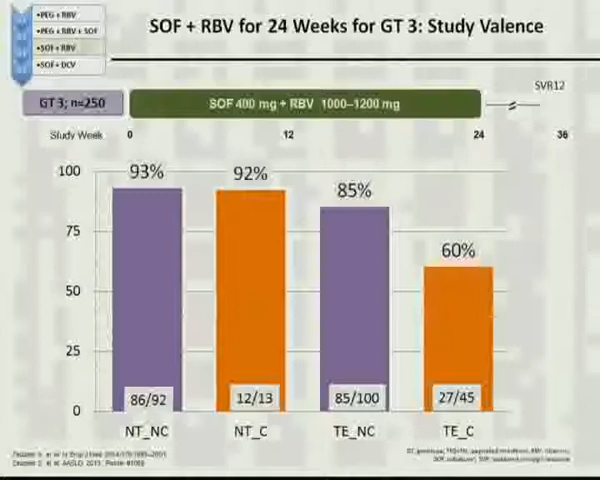 •PEG + RBV
•PEG + RBV + SOF
•SOF + RBV
•SOF + DCV
SOF + RBV for 24 Weeks for GT 3: Study Valence
GT 3; n=250
SOF 400 mg + RBV 1000–1200 mg
SVR12
Study Week 0 12 24 36
100
75
50
25
0
93%
92%
85%
60%
86/92
12/13
85/100
27/45
NT_NC
NT_C
TE_NC
TE_C